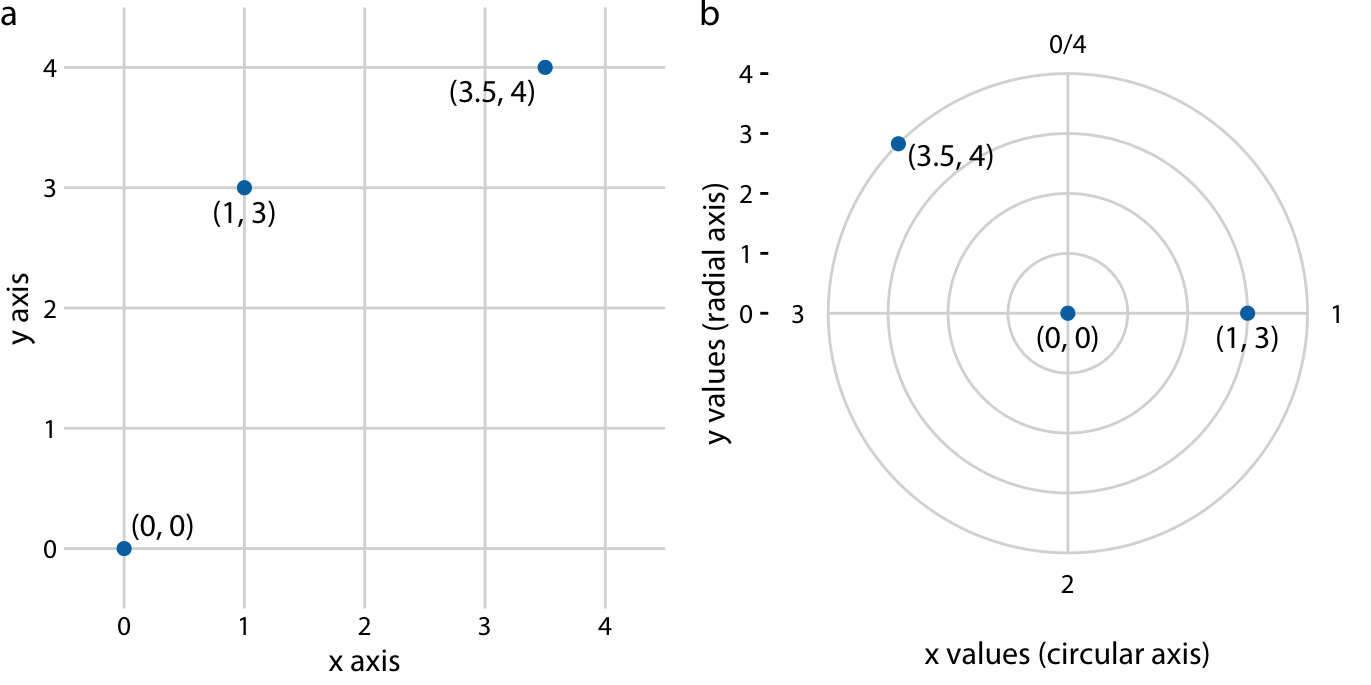 a
4
(3.5, 4)
3
(1, 3)
y axis
2
1
(0, 0)
0
0 1 2 3 4
x axis
b
0/4
4
3
(3.5, 4)
2
y values (radial axis)
1
0
3
1
(0, 0)
(1, 3)
2
x values (circular axis)